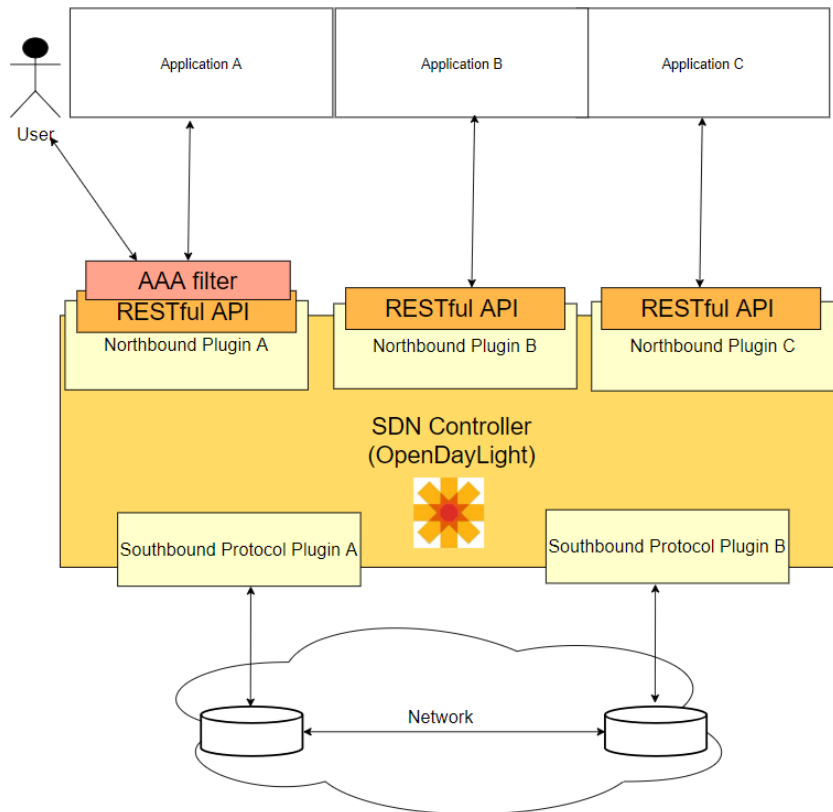 Application A
Application B
Application C
User
AAA filter
RESTful API
RESTful API
RESTful API
Northbound Plugin A
Northbound Plugin B
Northbound Plugin C
SDN Controller
(OpenDayLight)
Southbound Protocol Plugin A
Southbound Protocol Plugin B
Network